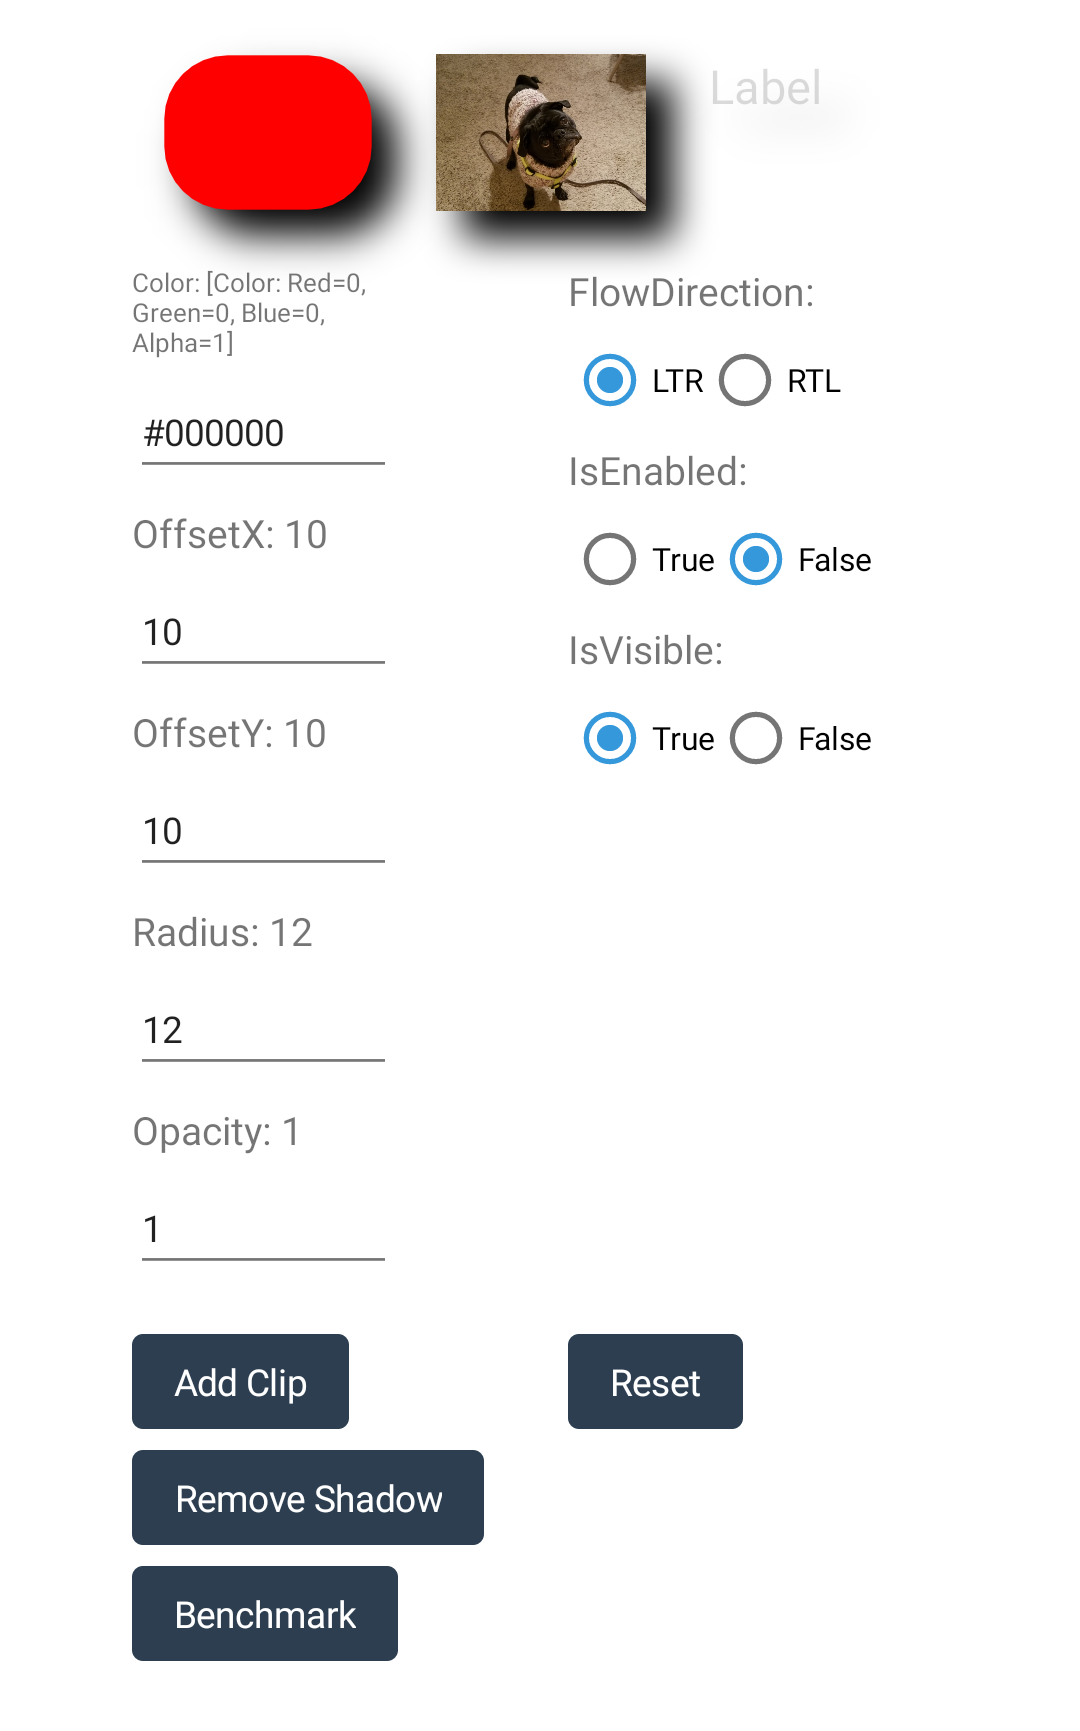 Label
Color: [Color: Red=0,
Green=0, Blue=0,
Alpha=1]
#000000
OffsetX: 10
10
OffsetY: 10
10
Radius: 12
12
Opacity: 1
1
FlowDirection:
LTR RTL
IsEnabled:
True False
IsVisible:
True False
Add Clip
Reset
Remove Shadow
Benchmark